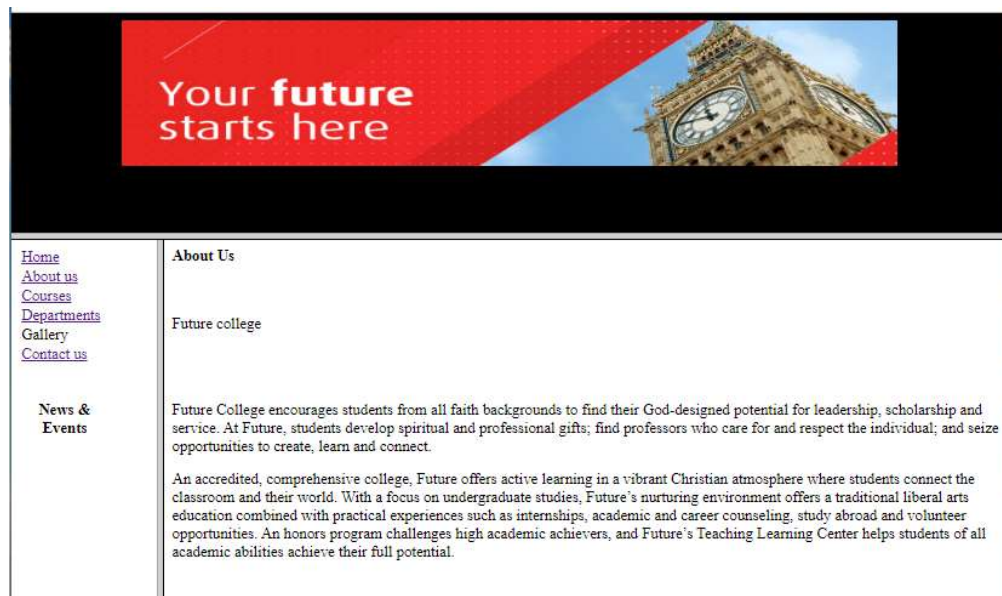 Your future
starts here
Home
About us
Courses
Departments
Gallery
Contact us
News &
Events
About Us
Future college
Future College encourages students from all faith backgrounds to find their God-designed potential for leadership, scholarship and
service. At Future, students develop spiritual and professional gifts; find professors who care for and respect the individual; and seize
opportunities to create, learn and connect.
An accredited, comprehensive college, Future offers active learning in a vibrant Christian atmosphere where students connect the
classroom and their world. With a focus on undergraduate studies, Future’s nurturing environment offers a traditional liberal arts
education combined with practical experiences such as internships, academic and career counseling, study abroad and volunteer
opportunities. An honors program challenges high academic achievers, and Future’s Teaching Learning Center helps students of all
academic abilities achieve their full potential.